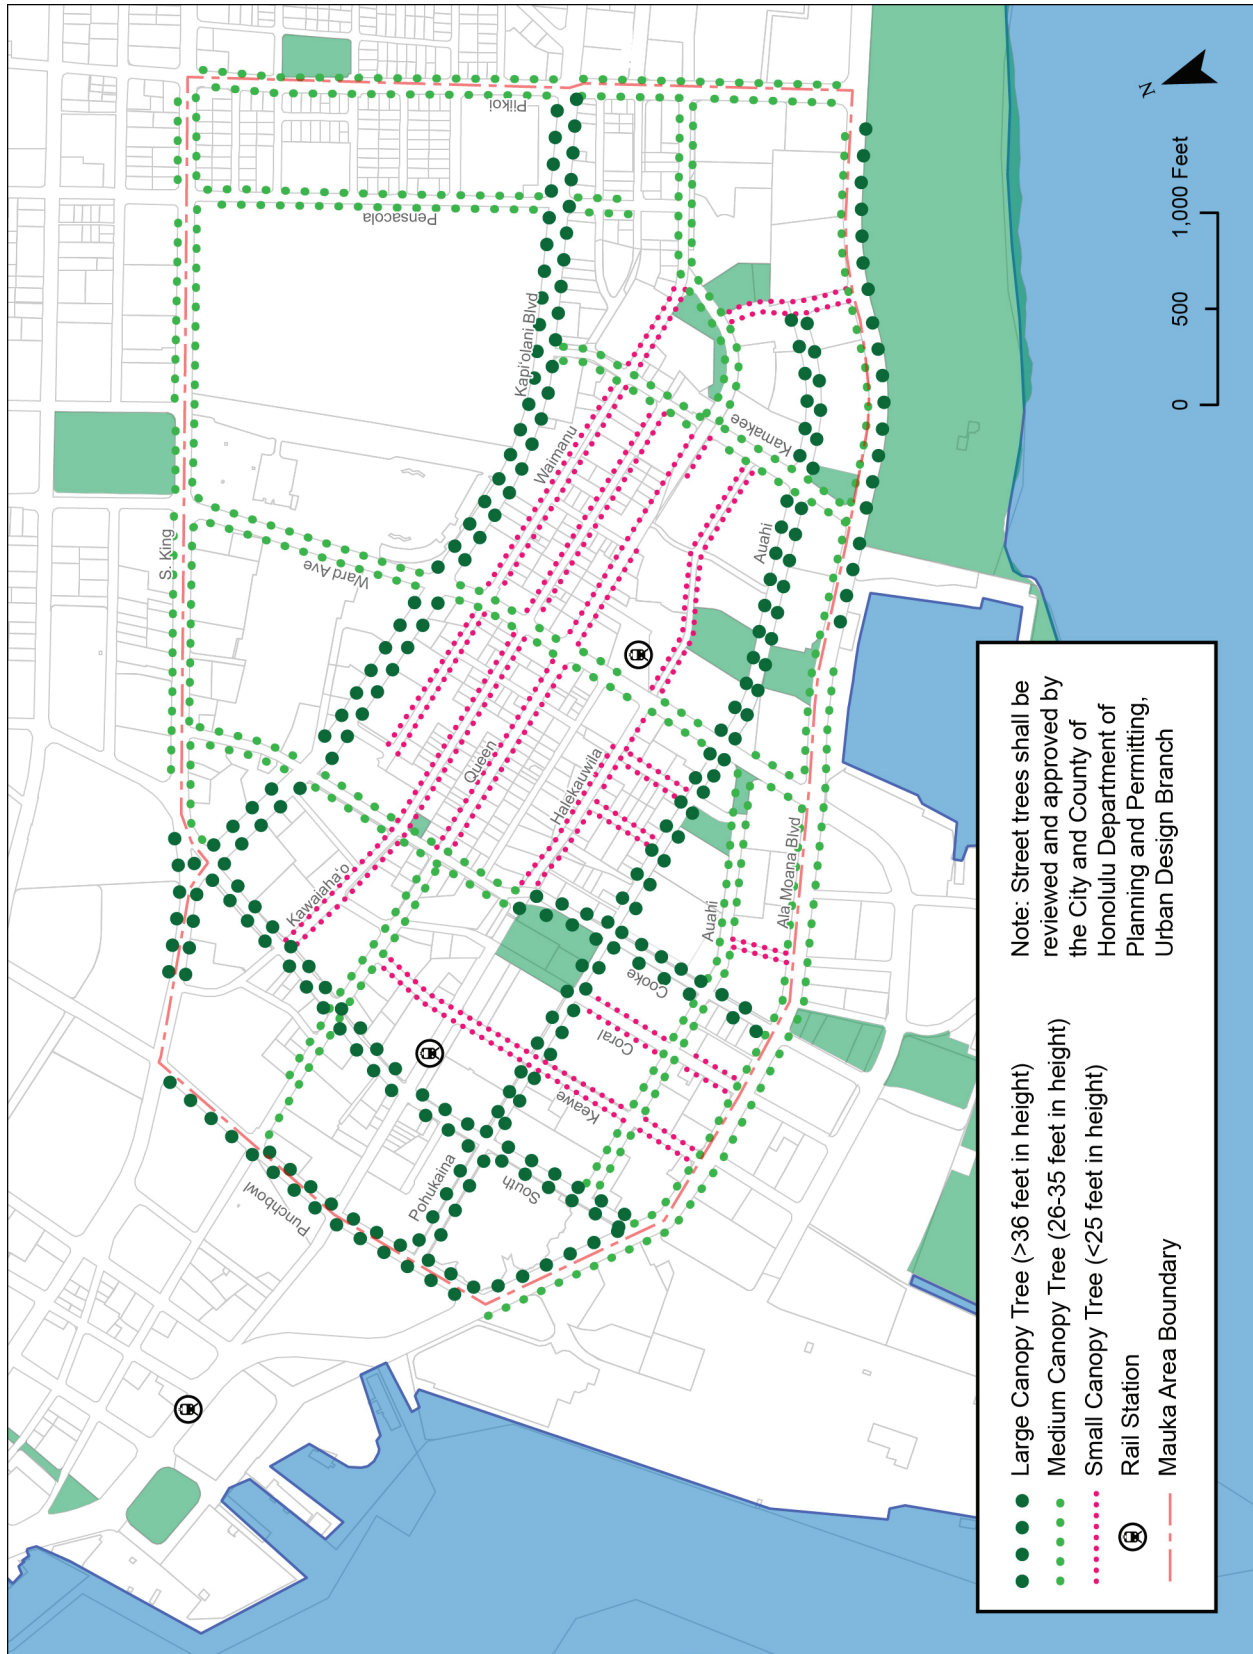 Piikoi
Pensacola
Kapi'olani Blvd
Waimanu
Kamakee
Auahi
S. King
Ward Ave
Queen
Halekauwila
Kawaiaha'o
Ala Moana Blvd
Auahi
Cooke
Coral
Keawe
South
Pohukaina
Punchbowl
N
0 500 1,000 Feet
Large Canopy Tree (>36 feet in height)
Medium Canopy Tree (26-35 feet in height)
Small Canopy Tree (<25 feet in height)
Rail Station
Mauka Area Boundary
Note: Street trees shall be
reviewed and approved by
the City and County of
Honolulu Department of
Planning and Permitting,
Urban Design Branch